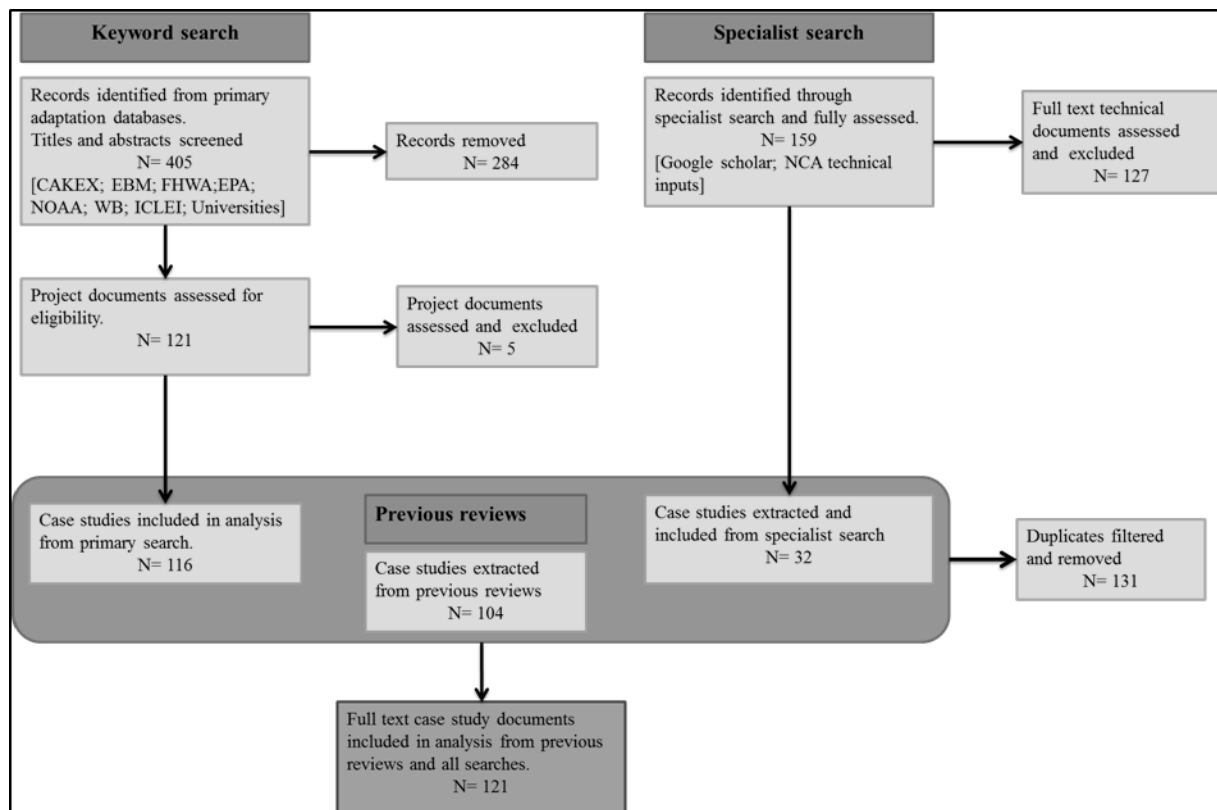 Keyword search
Records identified from primary
adaptation databases.
Titles and abstracts screened
N= 405
[CAKEX; EBM; FHWA;EPA;
NOAA; WB; ICLEI; Universities]
Records removed
N= 284
Project documents assessed for
eligibility.
N= 121
Project documents
assessed and excluded
N= 5
Specialist search
Records identified through
specialist search and fully assessed.
N= 159
[Google scholar; NCA technical
inputs]
Full text technical
documents assessed
and excluded
N= 127
Case studies included in analysis
from primary search.
N= 116
Previous reviews
Case studies extracted
from previous reviews
N= 104
Case studies extracted and
included from specialist search
N= 32
Duplicates filtered
and removed
N= 131
Full text case study documents
included in analysis from previous
reviews and all searches.
N= 121